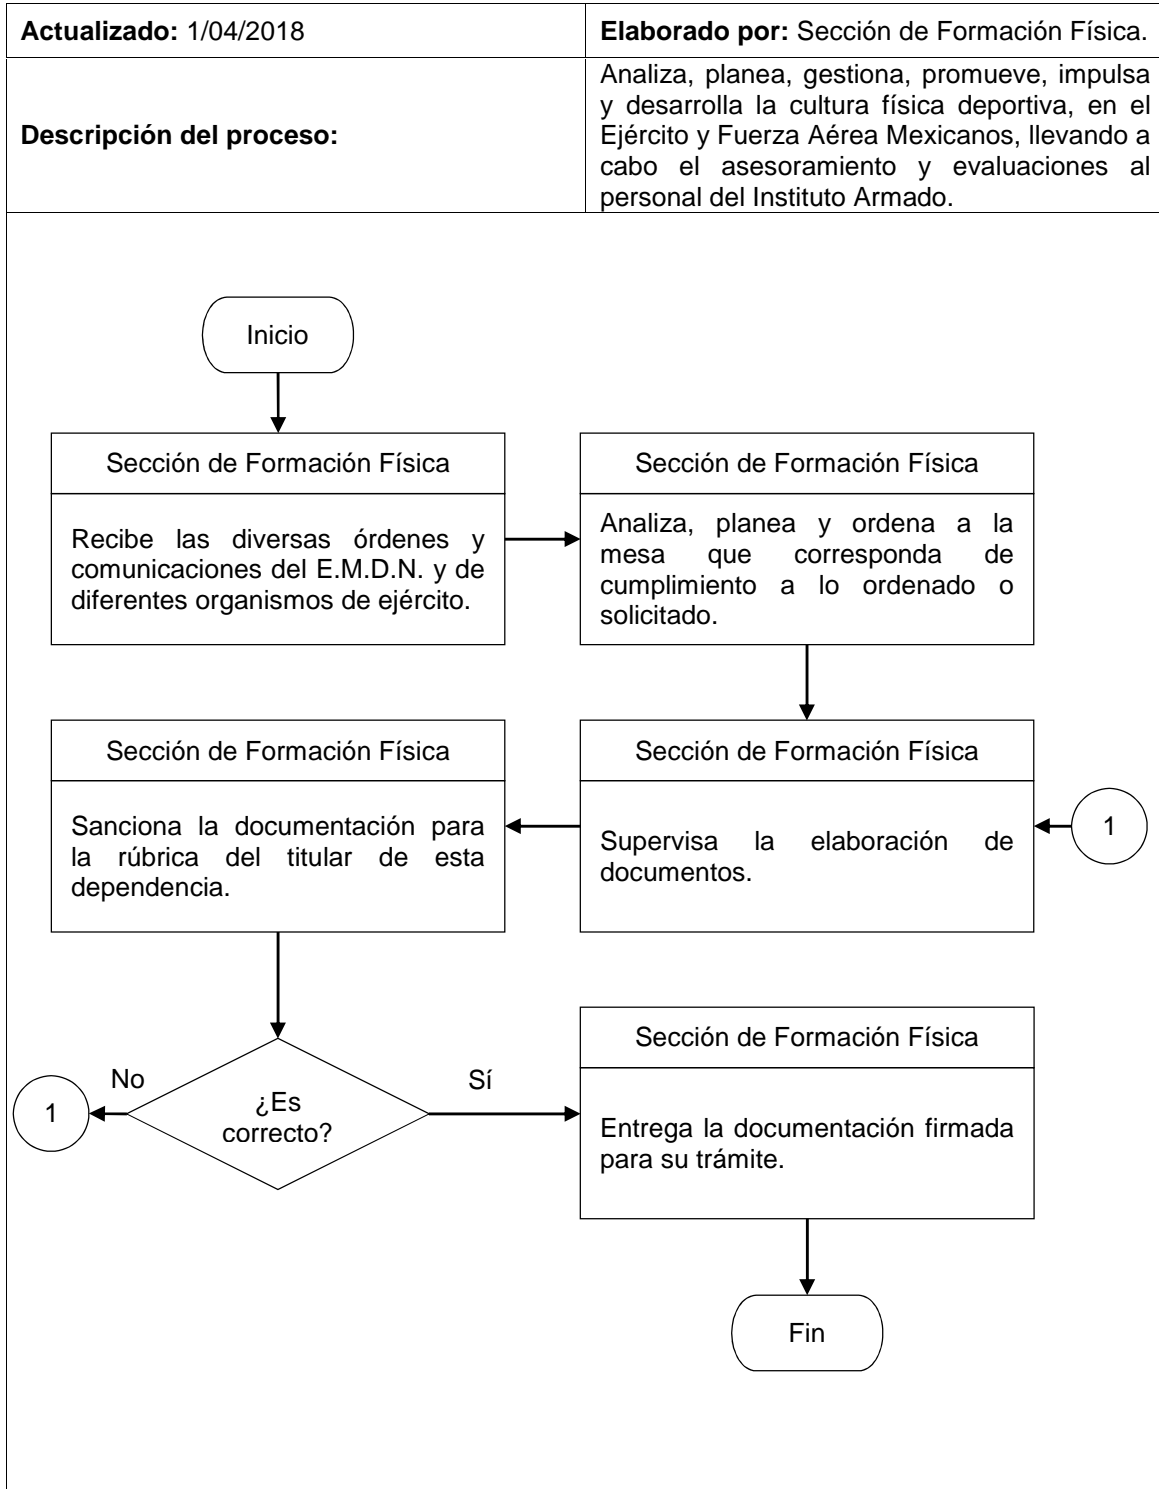 Actualizado: 1/04/2018
Elaborado por: Sección de Formación Física.
Descripción del proceso:
Analiza, planea, gestiona, promueve, impulsa
y desarrolla la cultura física deportiva, en el
Ejército y Fuerza Aérea Mexicanos, llevando a
cabo el asesoramiento y evaluaciones al
personal del Instituto Armado.
Inicio
Sección de Formación Física
Recibe las diversas órdenes y
comunicaciones del E.M.D.N. y de
diferentes organismos de ejército.
Sección de Formación Física
Analiza, planea y ordena a la
mesa que corresponda de
cumplimiento a lo ordenado o
solicitado.
Sección de Formación Física
Sanciona la documentación para
la rúbrica del titular de esta
dependencia.
Sección de Formación Física
Supervisa la elaboración de
documentos.
1
1
No
¿Es
correcto?
Sí
Sección de Formación Física
Entrega la documentación firmada
para su trámite.
Fin